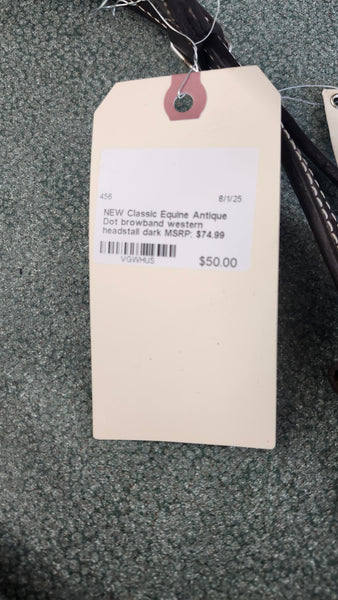 456 8/1/25
NEW Classic Equine Antique
Dot browband western
headstall dark MSRP: $74.99
VGWHUS $50.00